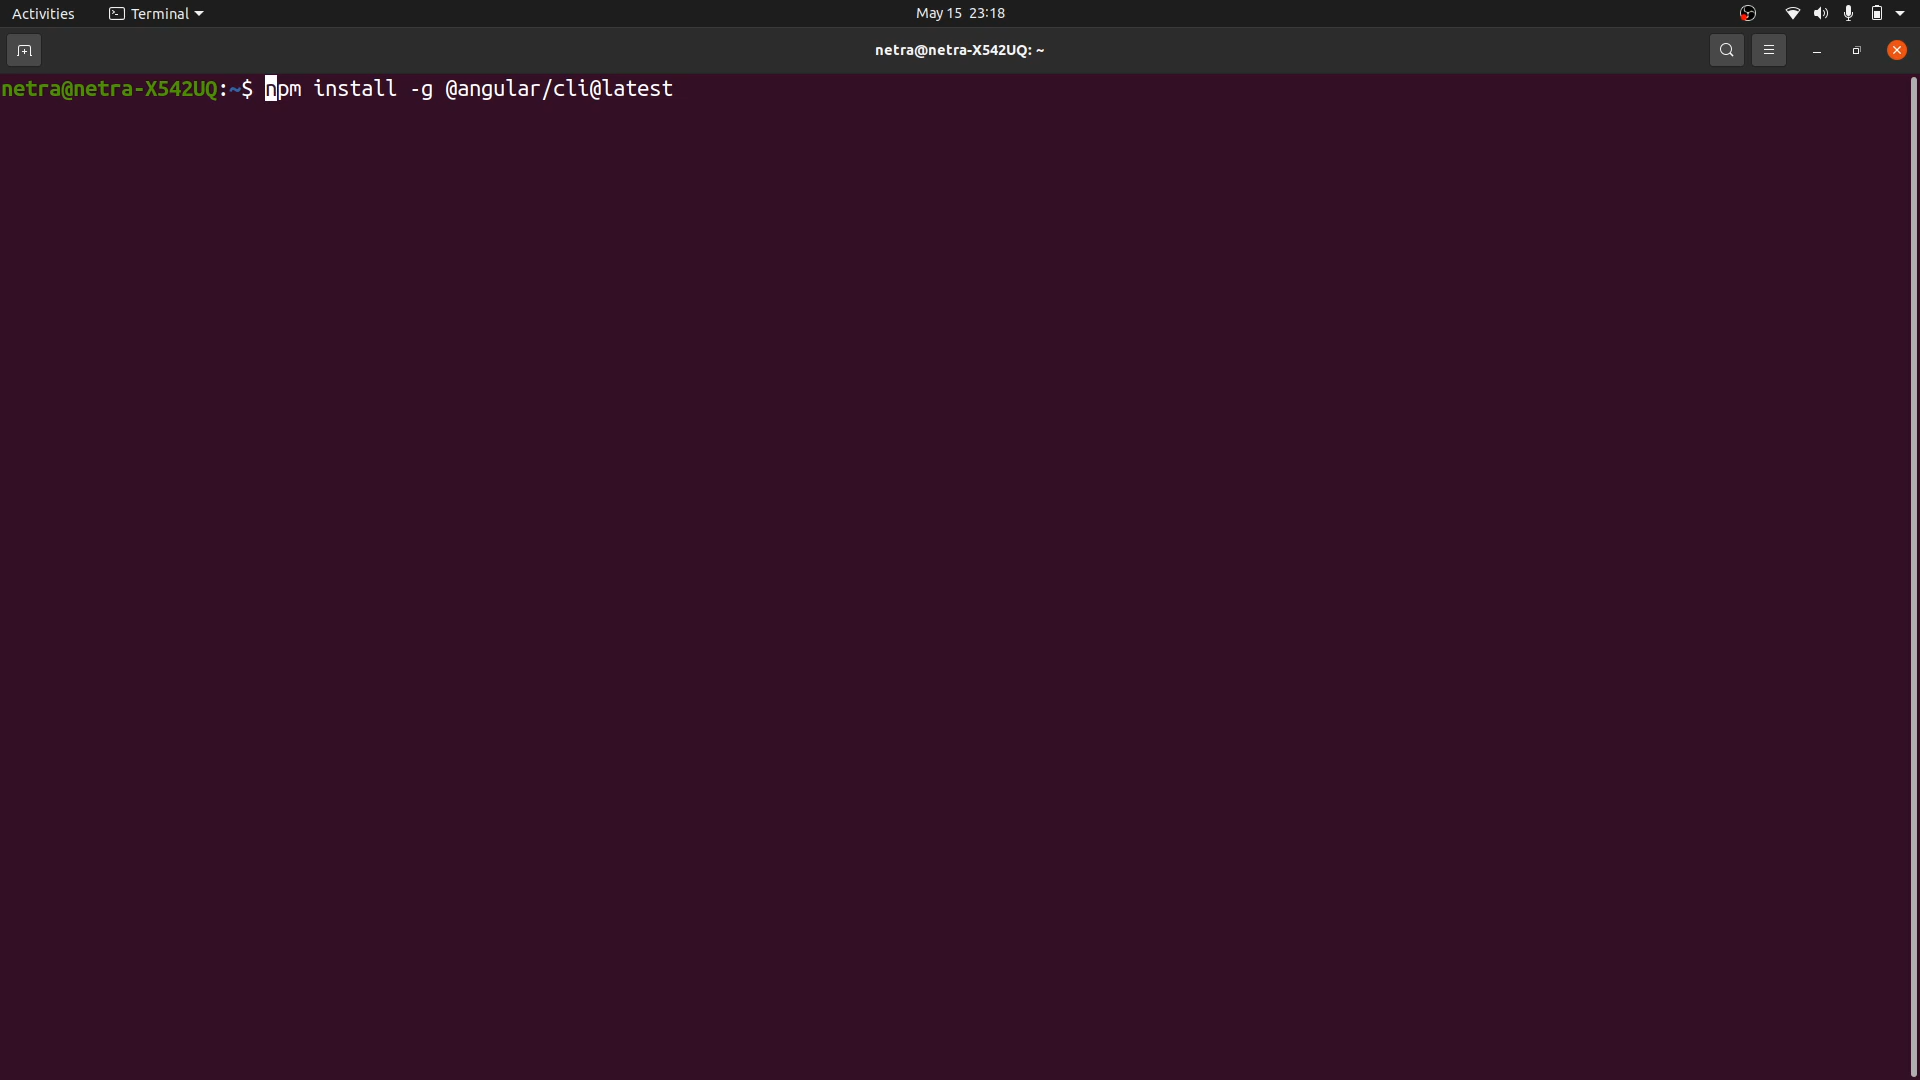 Activities
Terminal
May 15 23:18
netra@netra-X542UQ: ~
netra@netra-X542UQ:~$ npm install -g @angular/cli@latest